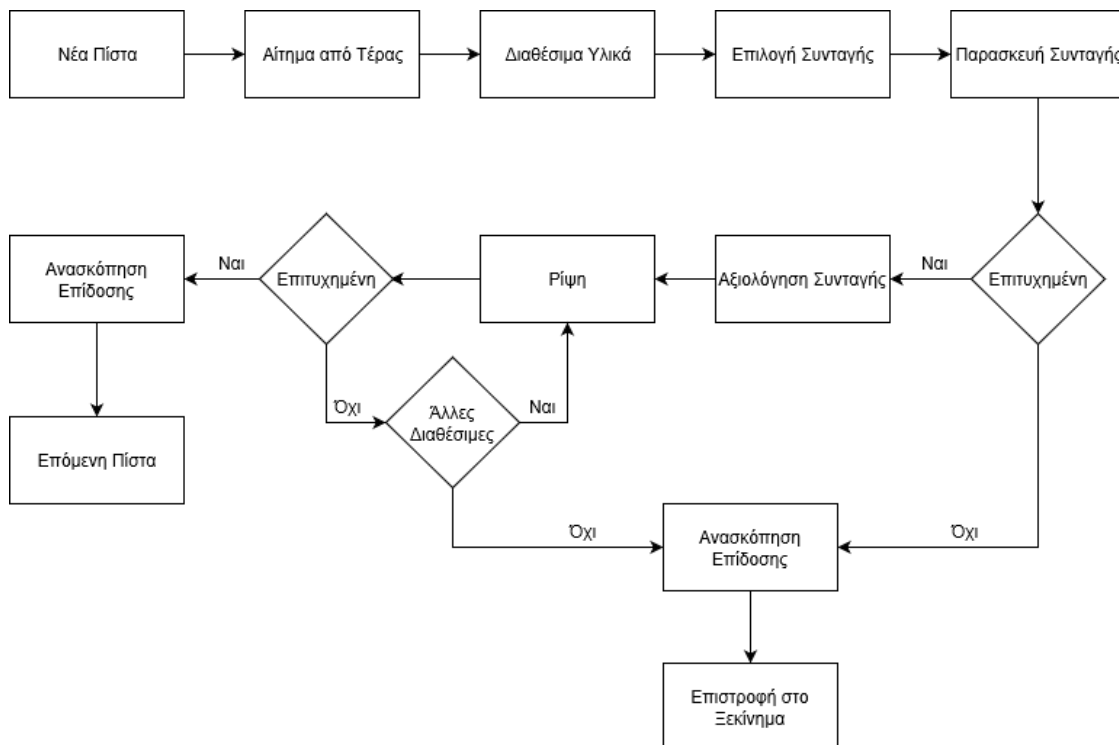 Νέα Πίστα
Αίτημα από Τέρας
Διαθέσιμα Υλικά
Επιλογή Συνταγής
Παρασκευή Συνταγής
Ανασκόπηση
Επίδοσης
Ναι
Επιτυχημένη
Ρίψη
Αξιολόγηση Συνταγής
Ναι
Επιτυχημένη
Όχι
Άλλες
Διαθέσιμες
Ναι
Επόμενη Πίστα
Όχι
Ανασκόπηση
Επίδοσης
Όχι
Επιστροφή στο
Ξεκίνημα